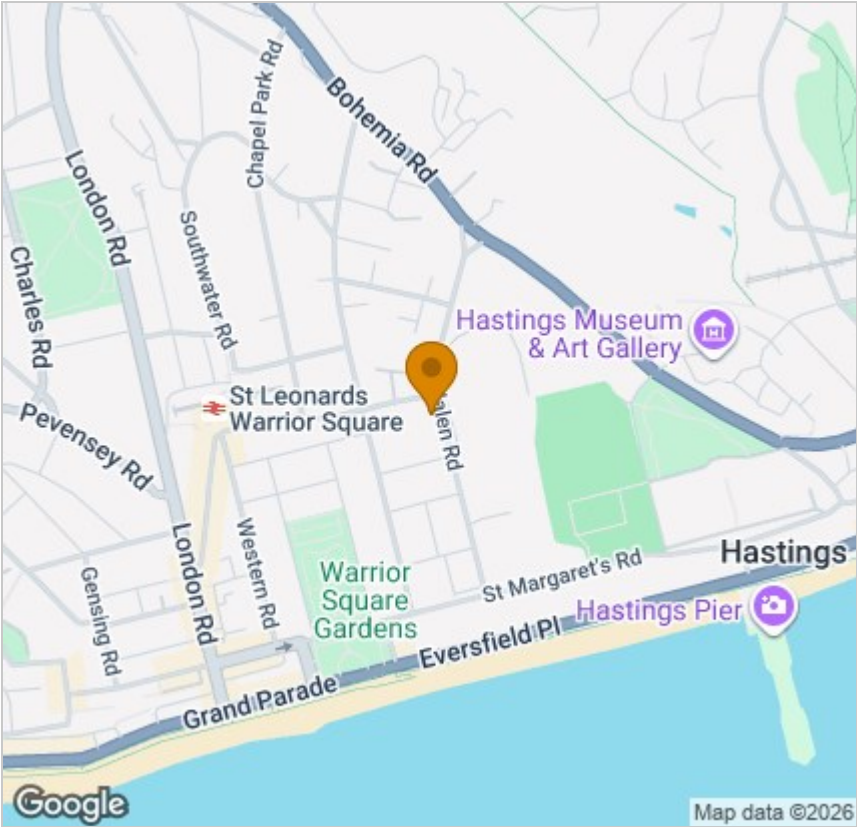 Bohemia Rd
Chapel Park Rd
London Rd
Southwater Rd
Charles Rd
Hastings Museum
& Art Gallery
St Leonards
Warrior Square
Pevensey Rd
London Rd
Western Rd
Gensing Rd
Warrior
Square
Gardens
St Margaret's Rd
Hastings
Hastings Pier
Eversfield Pl
Grand Parade
Google
Map data ©2026